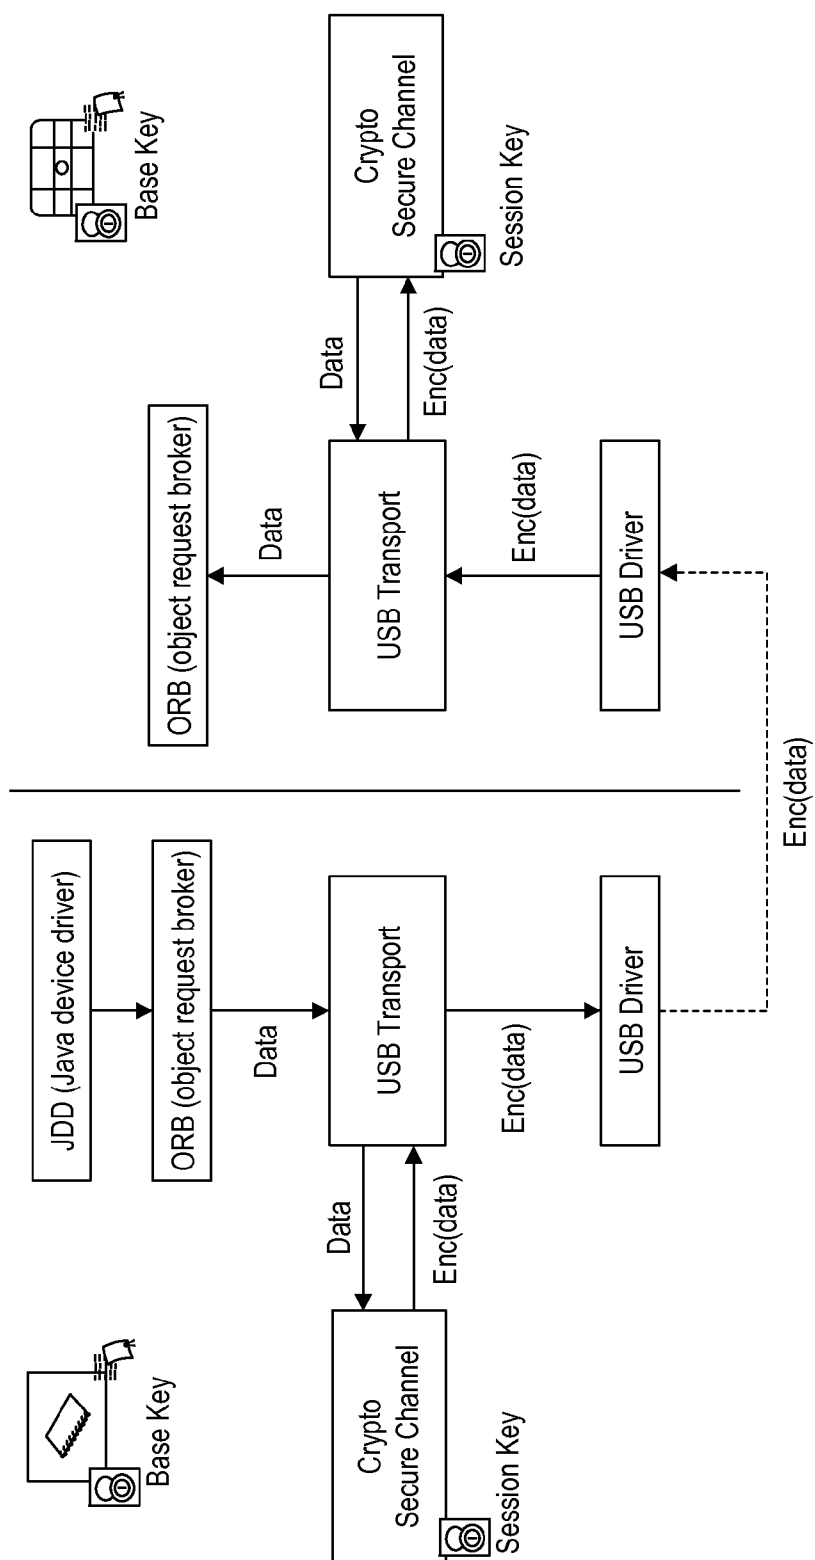 Base Key
Crypto
Secure Channel
Session Key
Data
Enc(data)
JDD (Java device driver)
ORB (object request broker)
Data
USB Transport
Enc(data)
USB Driver
Enc(data)
ORB (object request broker)
Data
USB Transport
Enc(data)
USB Driver
Data
Enc(data)
Base Key
Crypto
Secure Channel
Session Key